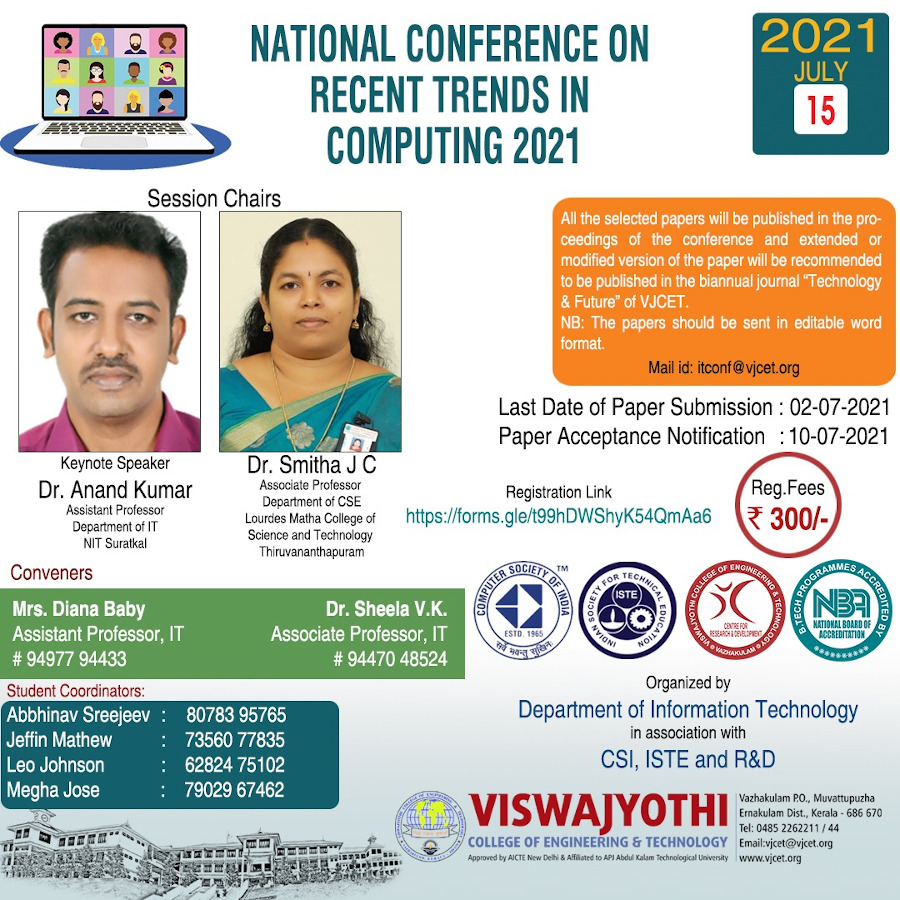 NATIONAL CONFERENCE ON
RECENT TRENDS IN
COMPUTING 2021
2021
JULY
15
Session Chairs
Keynote Speaker
Dr. Anand Kumar
Assistant Professor
Department of IT
NIT Suratkal
Dr. Smitha J C
Associate Professor
Department of CSE
Lourdes Matha College of
Science and Technology
Thiruvananthapuram
All the selected papers will be published in the pro-
ceedings of the conference and extended or
modified version of the paper will be recommended
to be published in the biannual journal “Technology
& Future” of VJCET.
NB: The papers should be sent in editable word
format.
Mail id: itconf@vjcet.org
Last Date of Paper Submission : 02-07-2021
Paper Acceptance Notification : 10-07-2021
Registration Link
https://forms.gle/t99hDWShyK54QmAa6
Reg.Fees
₹ 300/-
Conveners
Mrs. Diana Baby
Assistant Professor, IT
# 94977 94433
Dr. Sheela V.K.
Associate Professor, IT
# 94470 48524
Student Coordinators:
Abbhinav Sreejeev : 80783 95765
Jeffin Mathew : 73560 77835
Leo Johnson : 62824 75102
Megha Jose : 79029 67462
COMPUTER SOCIETY OF INDIA
TM
ESTD. 1965
सर्वे भवन्तु सुखिनः
INDIAN SOCIETY FOR TECHNICAL EDUCATION
ISTE
VISWAJYOTHI COLLEGE OF ENGINEERING & TECHNOLOGY
CENTRE FOR
RESEARCH & DEVELOPMENT
VAZHAKULAM
B.TECH PROGRAMMES ACCREDITED BY
NBA
NATIONAL BOARD OF
ACCREDITATION
Organized by
Department of Information Technology
in association with
CSI, ISTE and R&D
VISWAJYOTHI
COLLEGE OF ENGINEERING & TECHNOLOGY
Approved by AICTE New Delhi & Affiliated to APJ Abdul Kalam Technological University
Vazhakulam P.O., Muvattupuzha
Ernakulam Dist., Kerala - 686 670
Tel: 0485 2262211 / 44
Email:vjcet@vjcet.org
www.vjcet.org